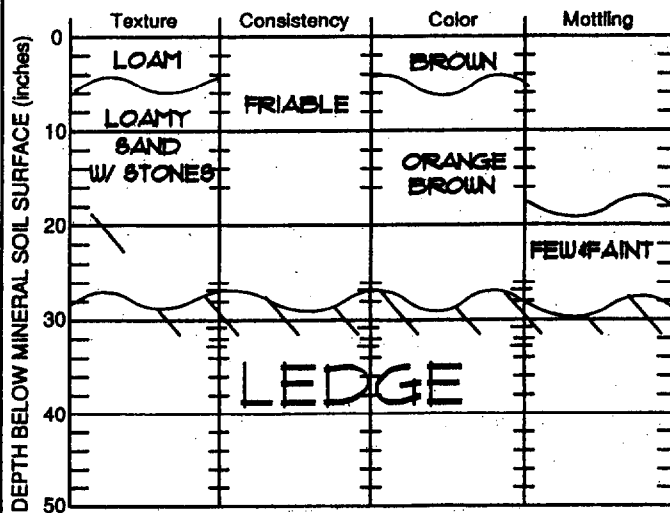 Texture Consistency Color Mottling
DEPTH BELOW MINERAL SOIL SURFACE (inches)
0
LOAM
BROWN
FRIABLE
10
LOAMY
SAND
W/ STONES
ORANGE
BROWN
20
FEW&FAINT
30
LEDGE
40
50